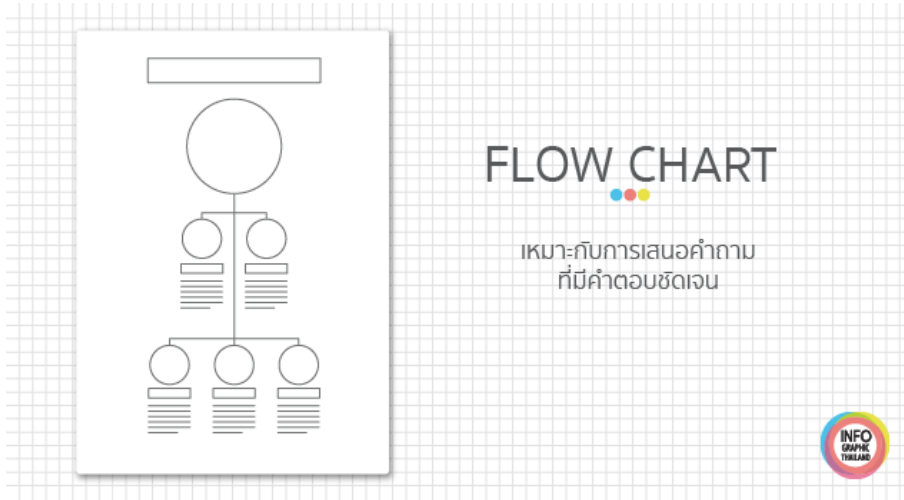 FLOW CHART
เหมาะกับการเสนอคำถาม
ที่มีคำตอบชัดเจน
INFO
GRAPHIC
THAILAND